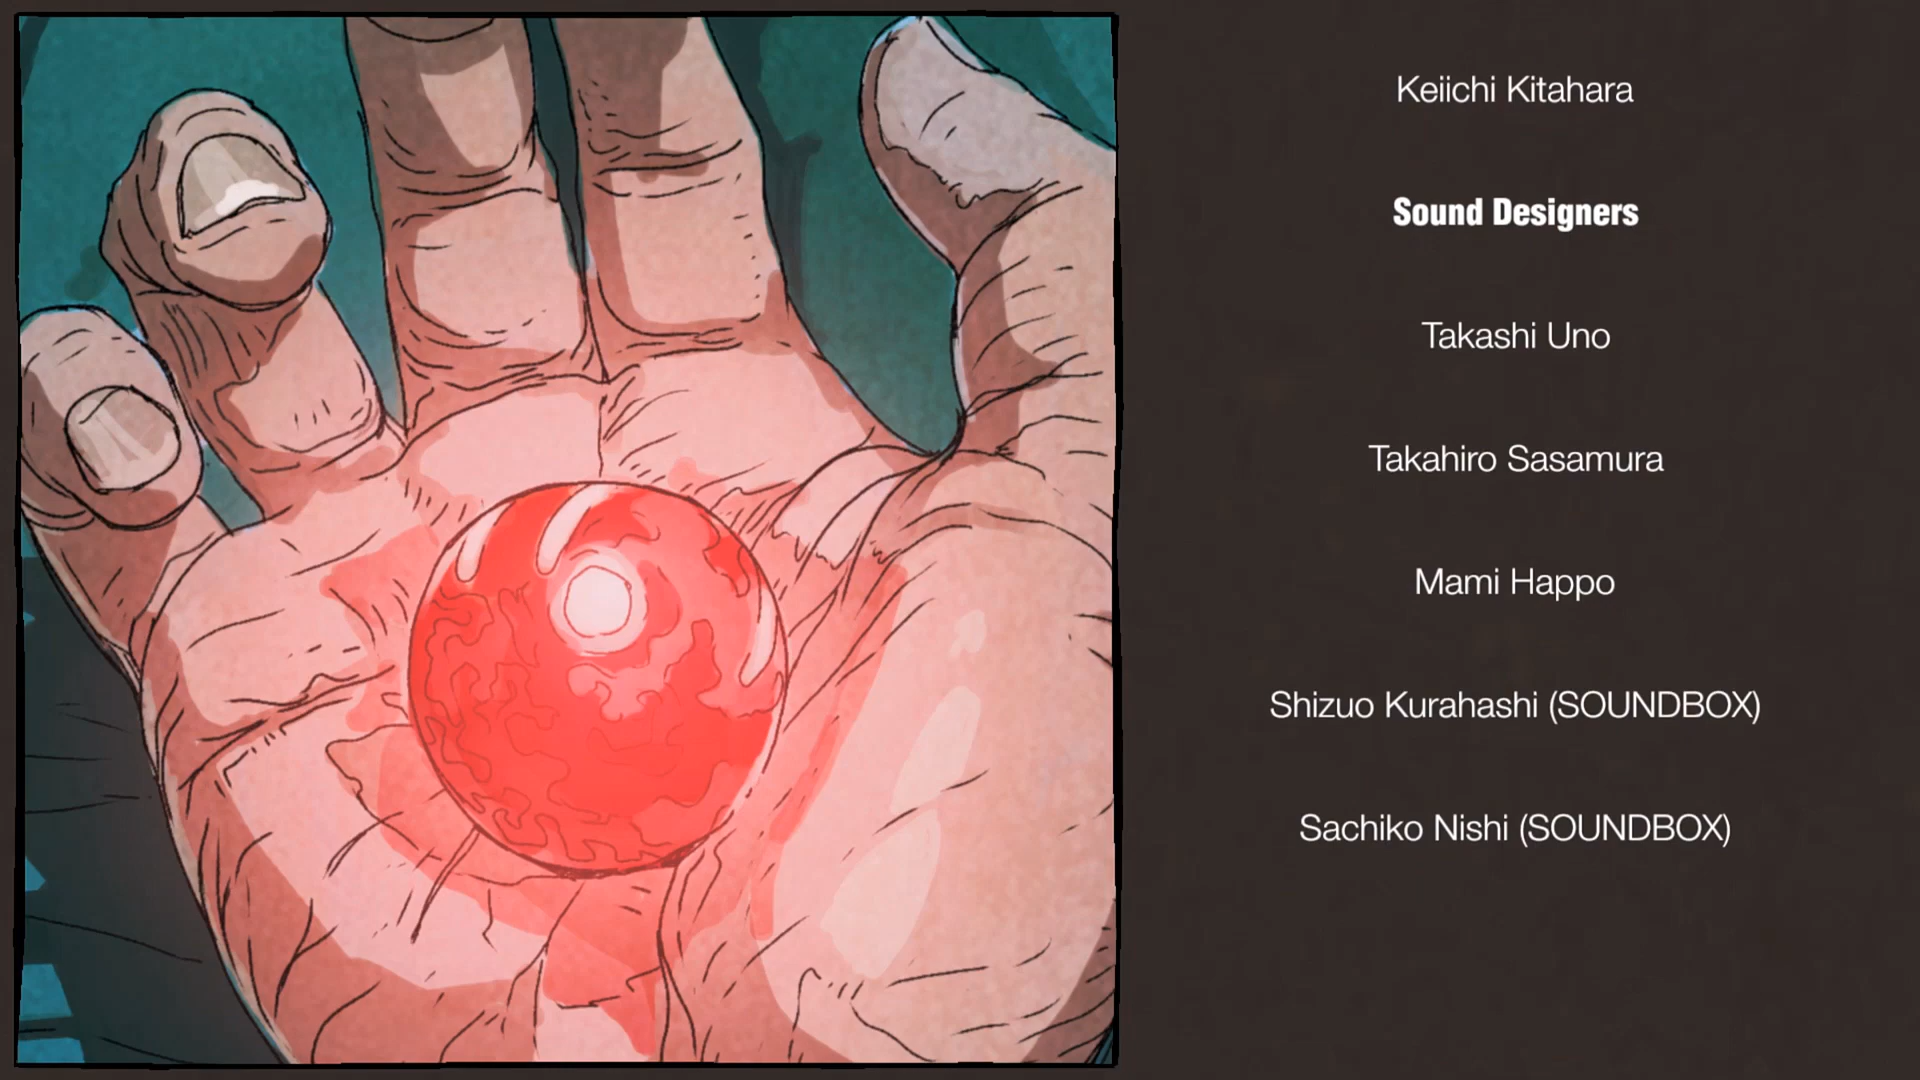 Keiichi Kitahara
Sound Designers
Takashi Uno
Takahiro Sasamura
Mami Happo
Shizuo Kurahashi (SOUNDBOX)
Sachiko Nishi (SOUNDBOX)